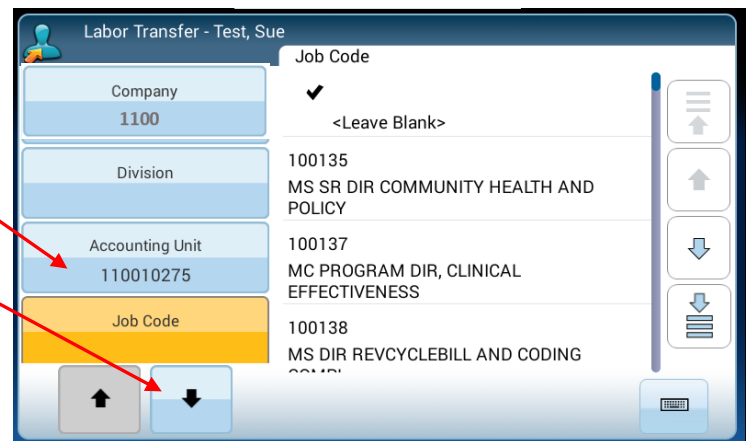 Labor Transfer - Test, Sue
Job Code
Company
1100
Division
Accounting Unit
110010275
Job Code
✔
<Leave Blank>
100135
MS SR DIR COMMUNITY HEALTH AND
POLICY
100137
MC PROGRAM DIR, CLINICAL
EFFECTIVENESS
100138
MS DIR REVCYCLEBILL AND CODING